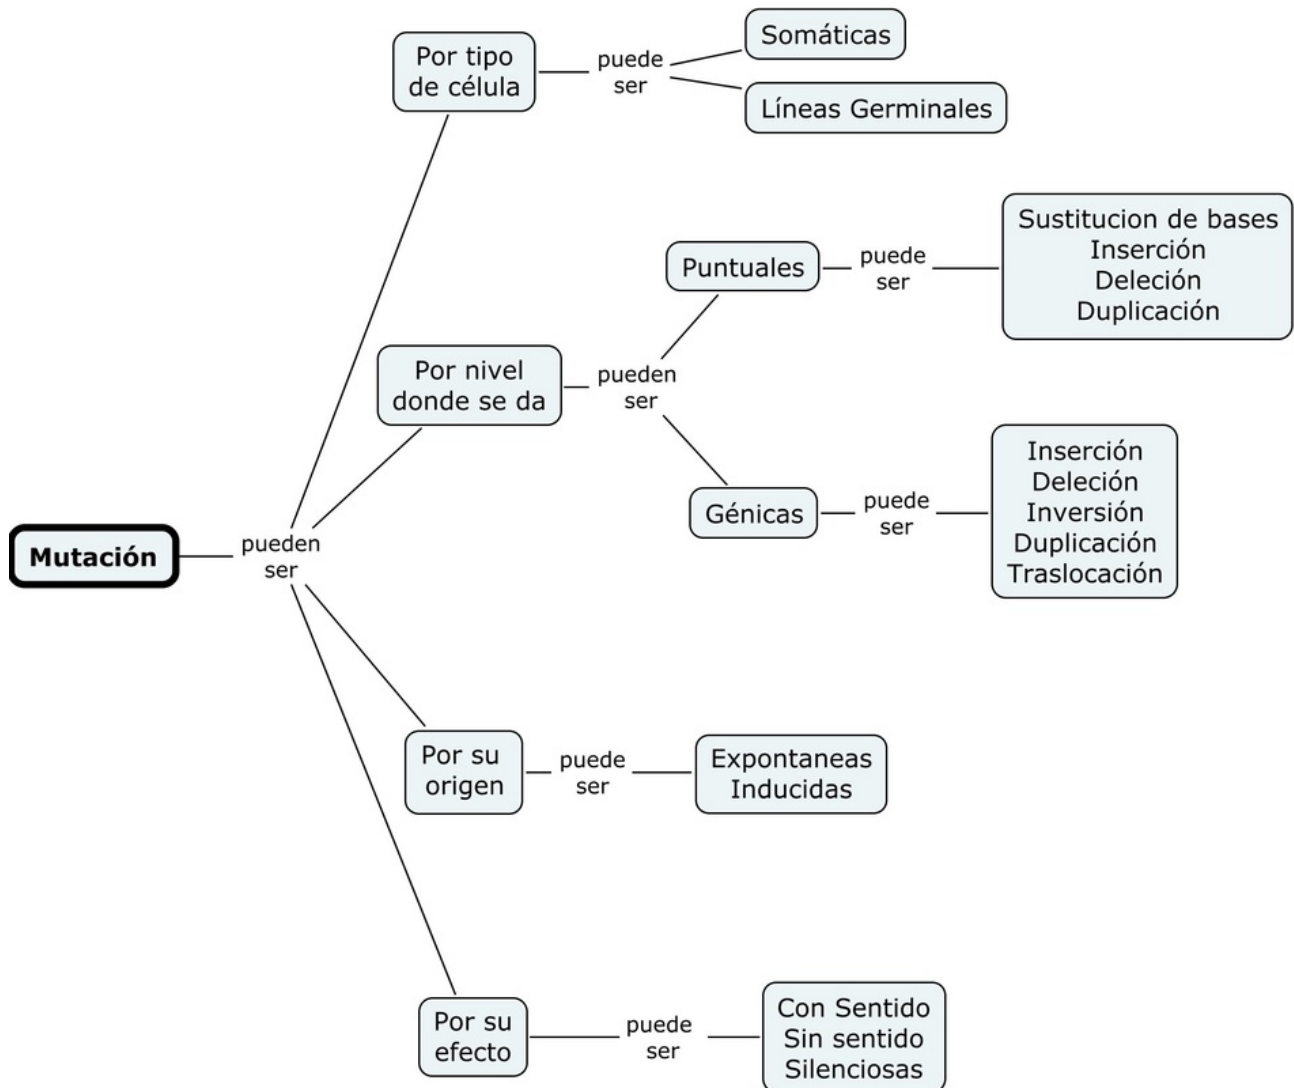 Somáticas
Por tipo
de célula
puede
ser
Líneas Germinales
Sustitucion de bases
Inserción
Deleción
Duplicación
Puntuales
puede
ser
Por nivel
donde se da
pueden
ser
Inserción
Deleción
Inversión
Duplicación
Traslocación
Génicas
puede
ser
Mutación
pueden
ser
Por su
origen
puede
ser
Expontaneas
Inducidas
Por su
efecto
puede
ser
Con Sentido
Sin sentido
Silenciosas